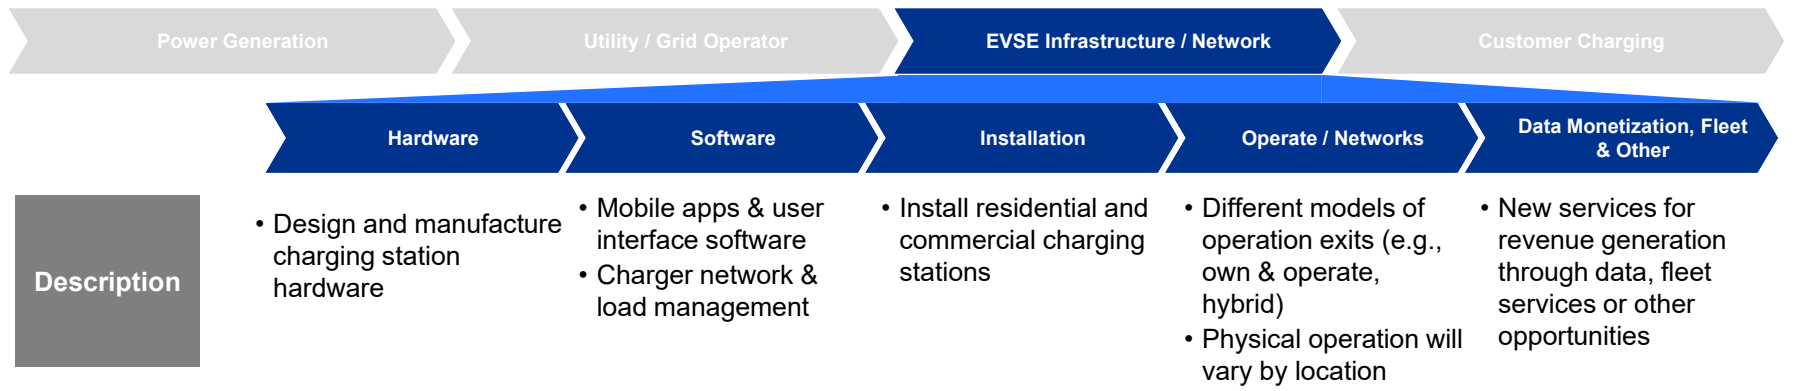 Power Generation
Utility / Grid Operator
EVSE Infrastructure / Network
Customer Charging
Hardware
Software
Installation
Operate / Networks
Data Monetization, Fleet
& Other
Description
• Design and manufacture
charging station
hardware
• Mobile apps & user
interface software
• Charger network &
load management
• Install residential and
commercial charging
stations
• Different models of
operation exits (e.g.,
own & operate,
hybrid)
• Physical operation will
vary by location
• New services for
revenue generation
through data, fleet
services or other
opportunities